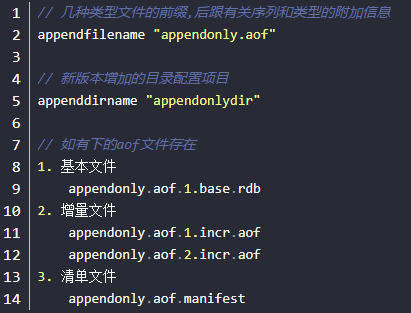 1 // 几种类型文件的前缀,后跟有关序列和类型的附加信息
2 appendfilename "appendonly.aof"
3
4 // 新版本增加的目录配置项目
5 appenddirname "appendonlydir"
6
7 // 如有下的aof文件存在
8 1. 基本文件
9 appendonly.aof.1.base.rdb
10 2. 增量文件
11 appendonly.aof.1.incr.aof
12 appendonly.aof.2.incr.aof
13 3. 清单文件
14 appendonly.aof.manifest